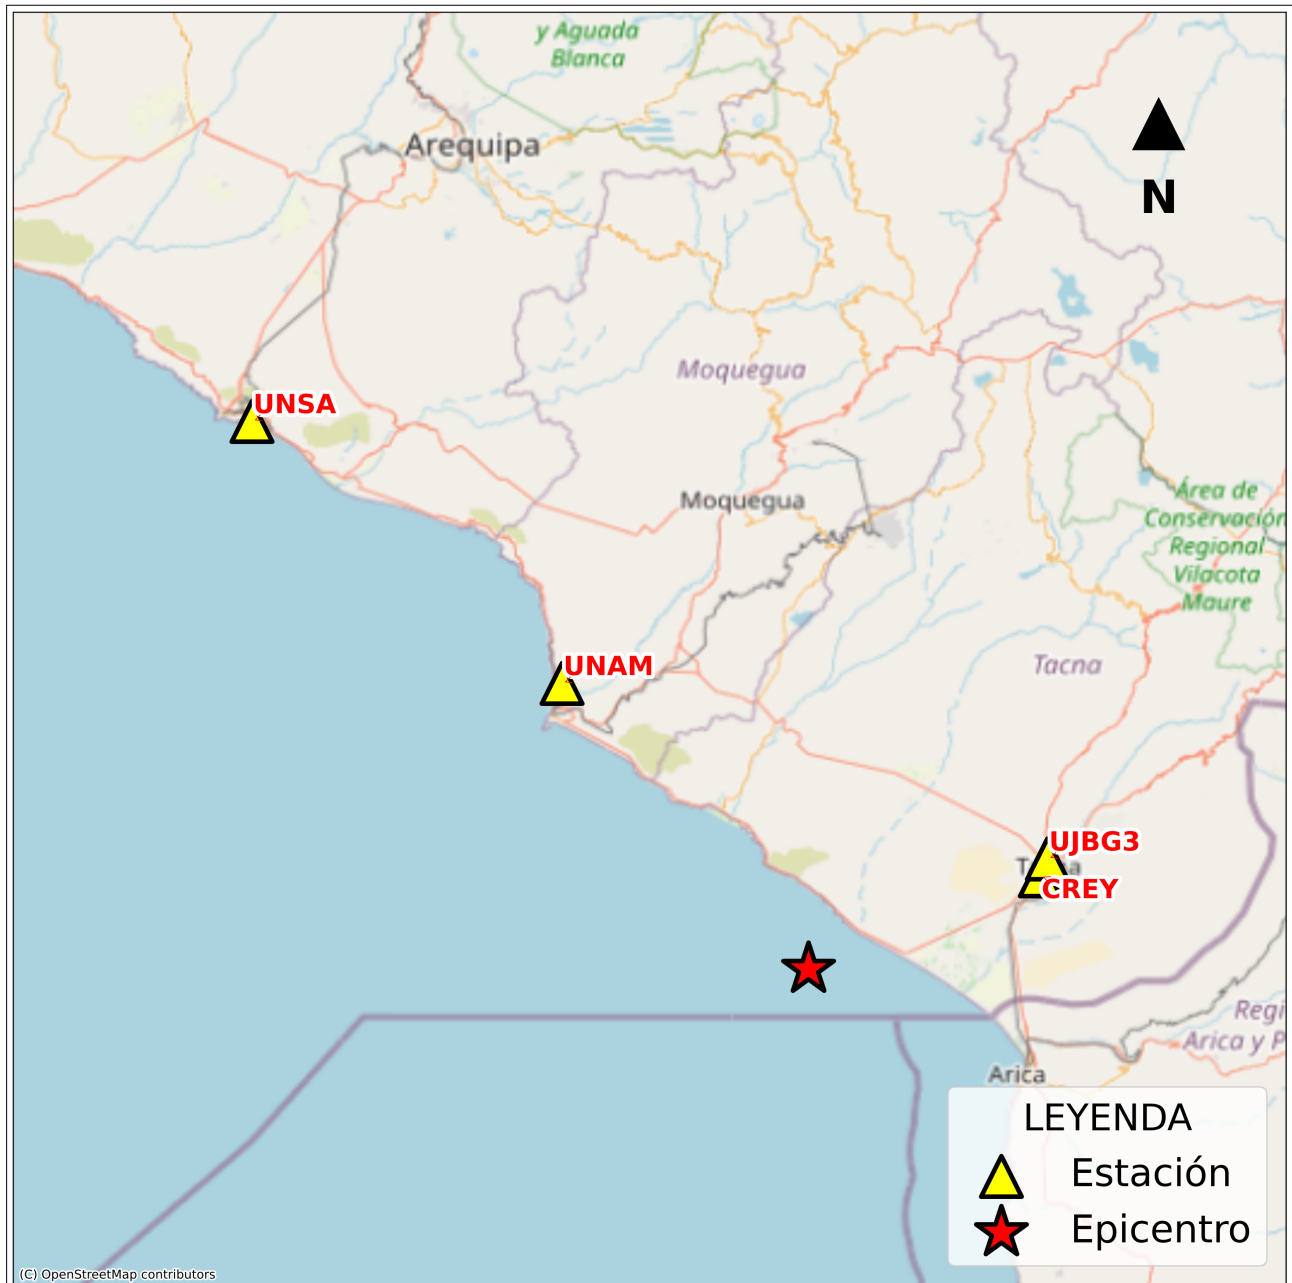 y Aguada
Blanca
Arequipa
N
Moquegua
UNSA
Moquegua
Área de
Conservación
Regional
Vilacota
Maure
UNAM
Tacna
UJBG3
CREY
Regi
Arica y P
Arica
LEYENDA
Estación
Epicentro
(C) OpenStreetMap contributors